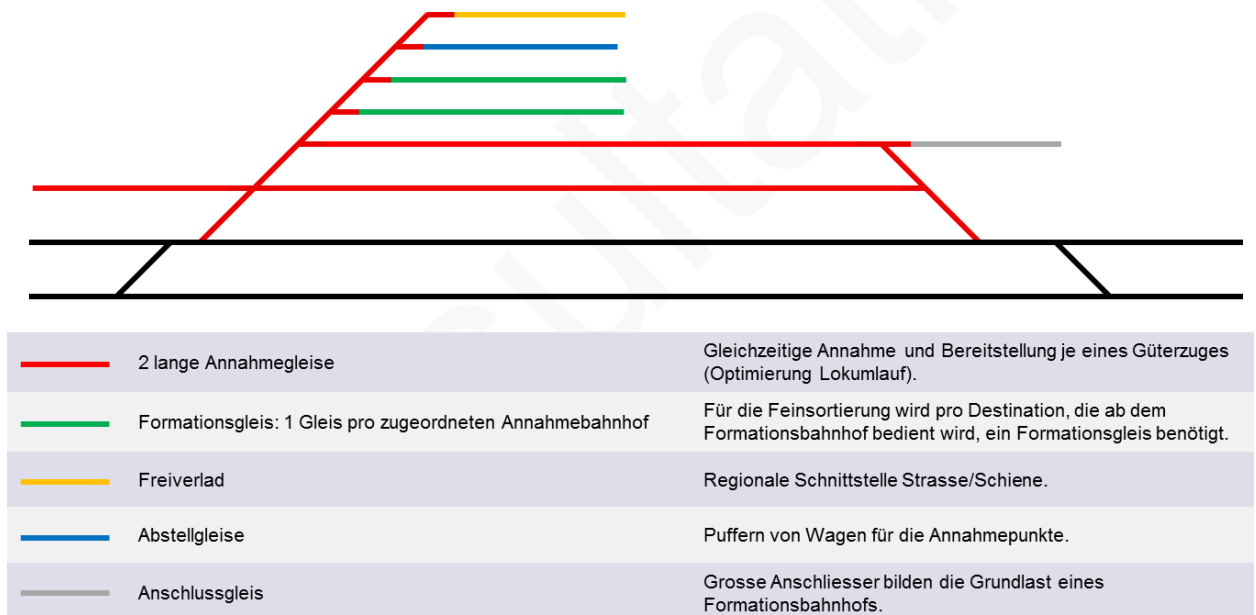 2 lange Annahmegleise
Gleichzeitige Annahme und Bereitstellung je eines Güterzuges
(Optimierung Lokumlauf).
Formationsgleis: 1 Gleis pro zugeordneten Annahmebahnhof
Für die Feinsortierung wird pro Destination, die ab dem
Formationsbahnhof bedient wird, ein Formationsgleis benötigt.
Freiverlad
Regionale Schnittstelle Strasse/Schiene.
Abstellgleise
Puffern von Wagen für die Annahmepunkte.
Anschlussgleis
Grosse Anschliesser bilden die Grundlast eines
Formationsbahnhofs.